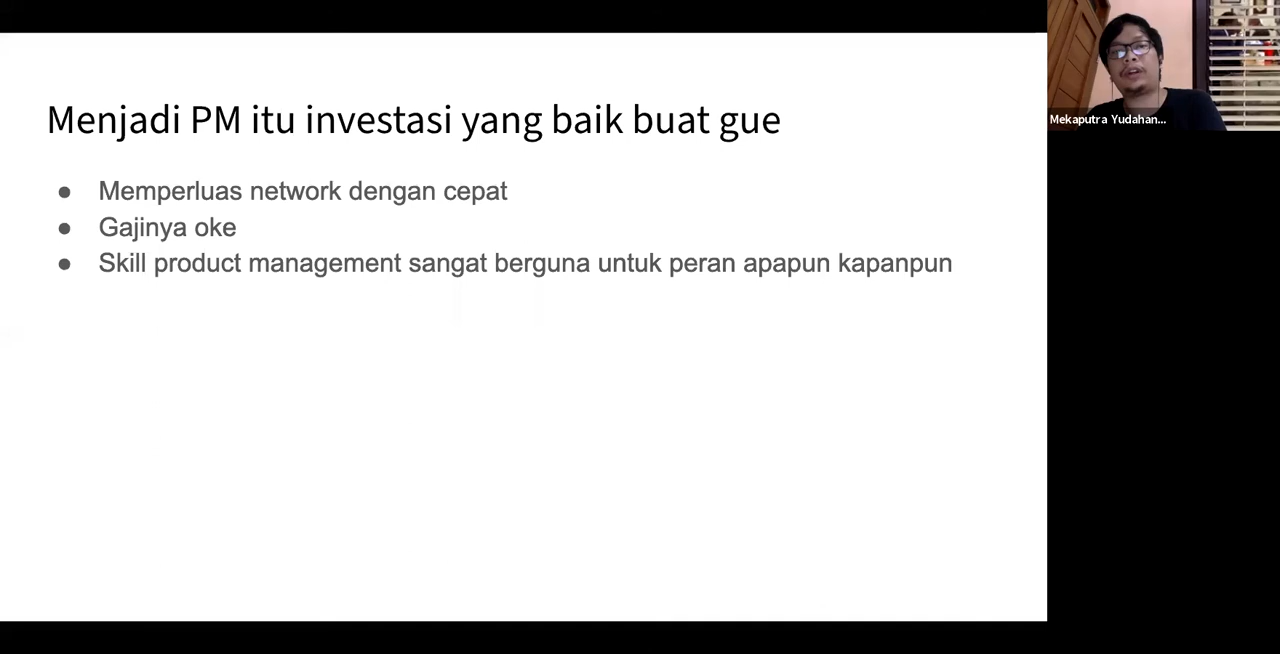 Menjadi PM itu investasi yang baik buat gue
● Memperluas network dengan cepat
● Gajinya oke
● Skill product management sangat berguna untuk peran apapun kapanpun
Mekaputra Yudahan...